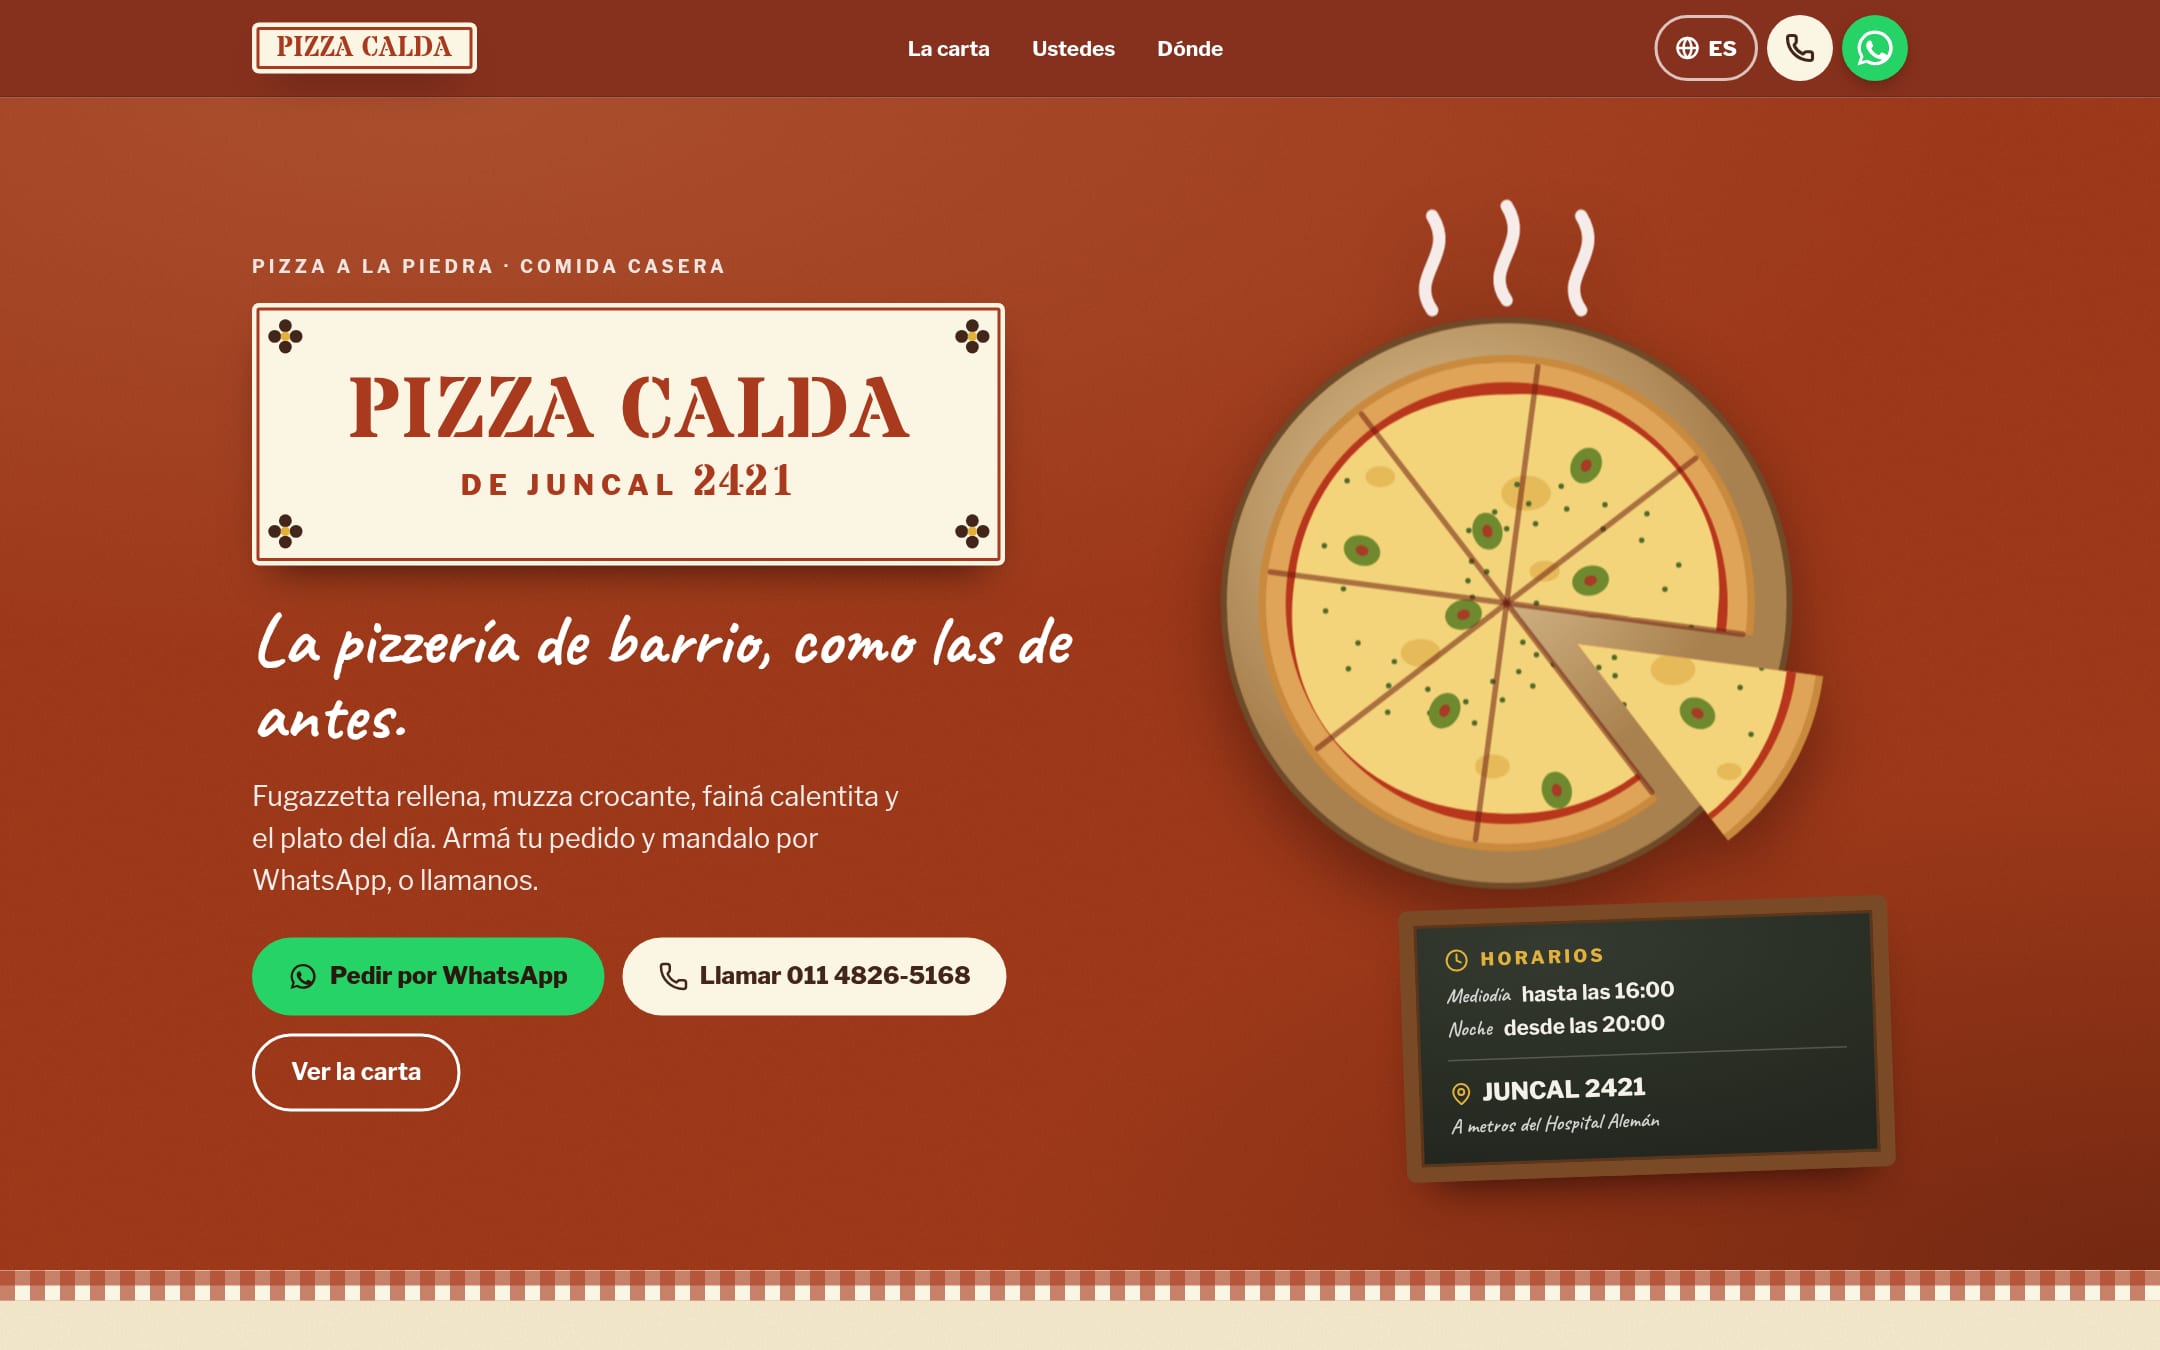 PIZZA CALDA
La carta
Ustedes
Dónde
ES
PIZZA A LA PIEDRA · COMIDA CASERA
PIZZA CALDA
DE JUNCAL 2421
La pizzería de barrio, como las de
antes.
Fugazzetta rellena, muzza crocante, fainá calentita y
el plato del día. Armá tu pedido y mandalo por
WhatsApp, o llamanos.
Pedir por WhatsApp
Llamar 011 4826-5168
Ver la carta
HORARIOS
Mediodía hasta las 16:00
Noche desde las 20:00
JUNCAL 2421
A metros del Hospital Alemán